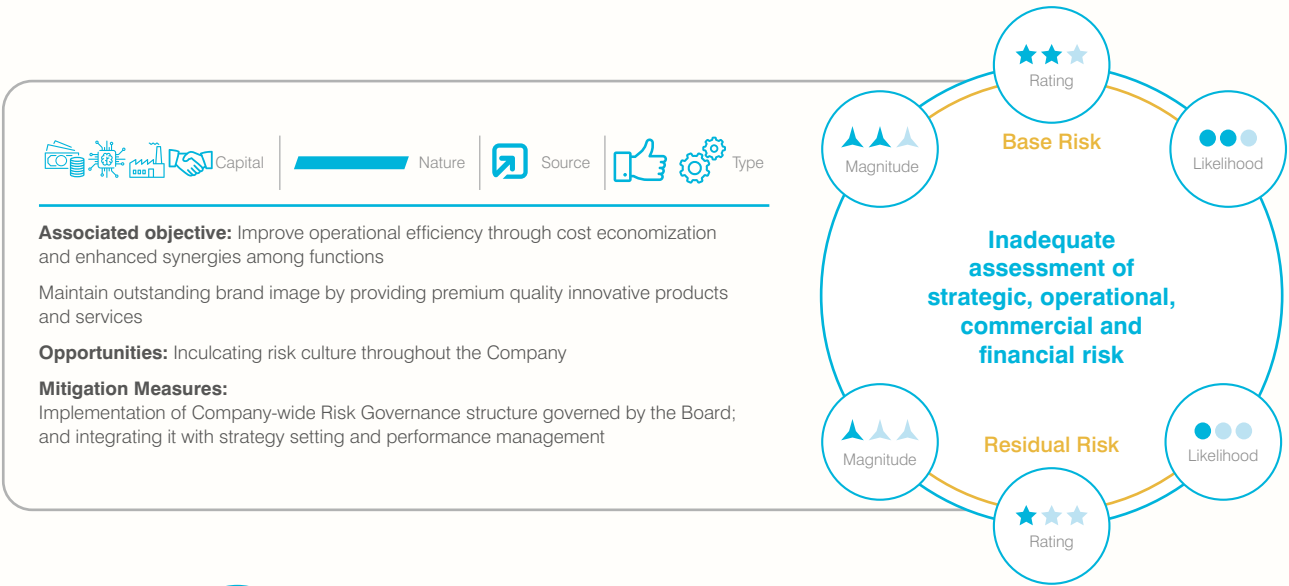 Capital
Nature
Source
Type
Associated objective: Improve operational efficiency through cost economization
and enhanced synergies among functions
Maintain outstanding brand image by providing premium quality innovative products
and services
Opportunities: Inculcating risk culture throughout the Company
Mitigation Measures:
Implementation of Company-wide Risk Governance structure governed by the Board;
and integrating it with strategy setting and performance management
Rating
Base Risk
Magnitude
Likelihood
Inadequate
assessment of
strategic, operational,
commercial and
financial risk
Residual Risk
Magnitude
Likelihood
Rating